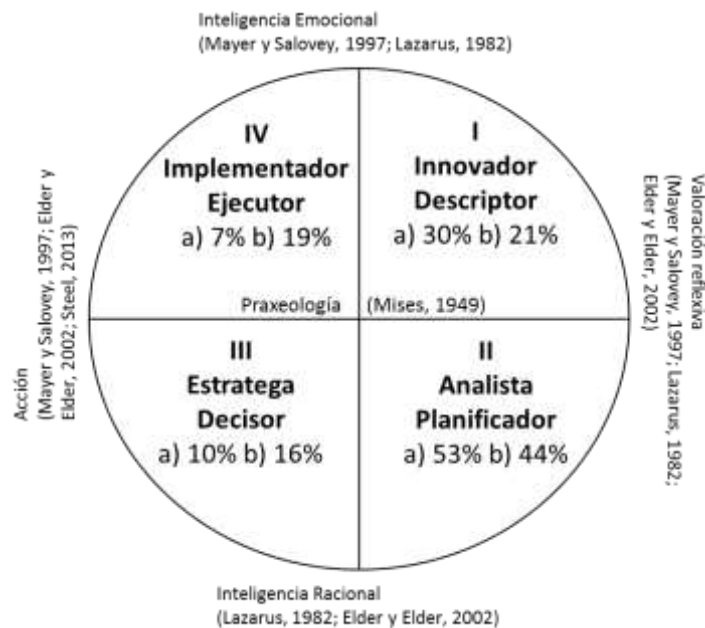 Inteligencia Emocional
(Mayer y Salovey, 1997; Lazarus, 1982)
IV
Implementador
Ejecutor
a) 7% b) 19%
I
Innovador
Descriptor
a) 30% b) 21%
Praxeología (Mises, 1949)
III
Estratega
Decisor
a) 10% b) 16%
II
Analista
Planificador
a) 53% b) 44%
Acción
(Mayer y Salovey, 1997; Elder y
Elder, 2002; Steel, 2013)
Valoración reflexiva
(Mayer y Salovey, 1997; Lazarus, 1982;
Elder y Elder, 2002)
Inteligencia Racional
(Lazarus, 1982; Elder y Elder, 2002)